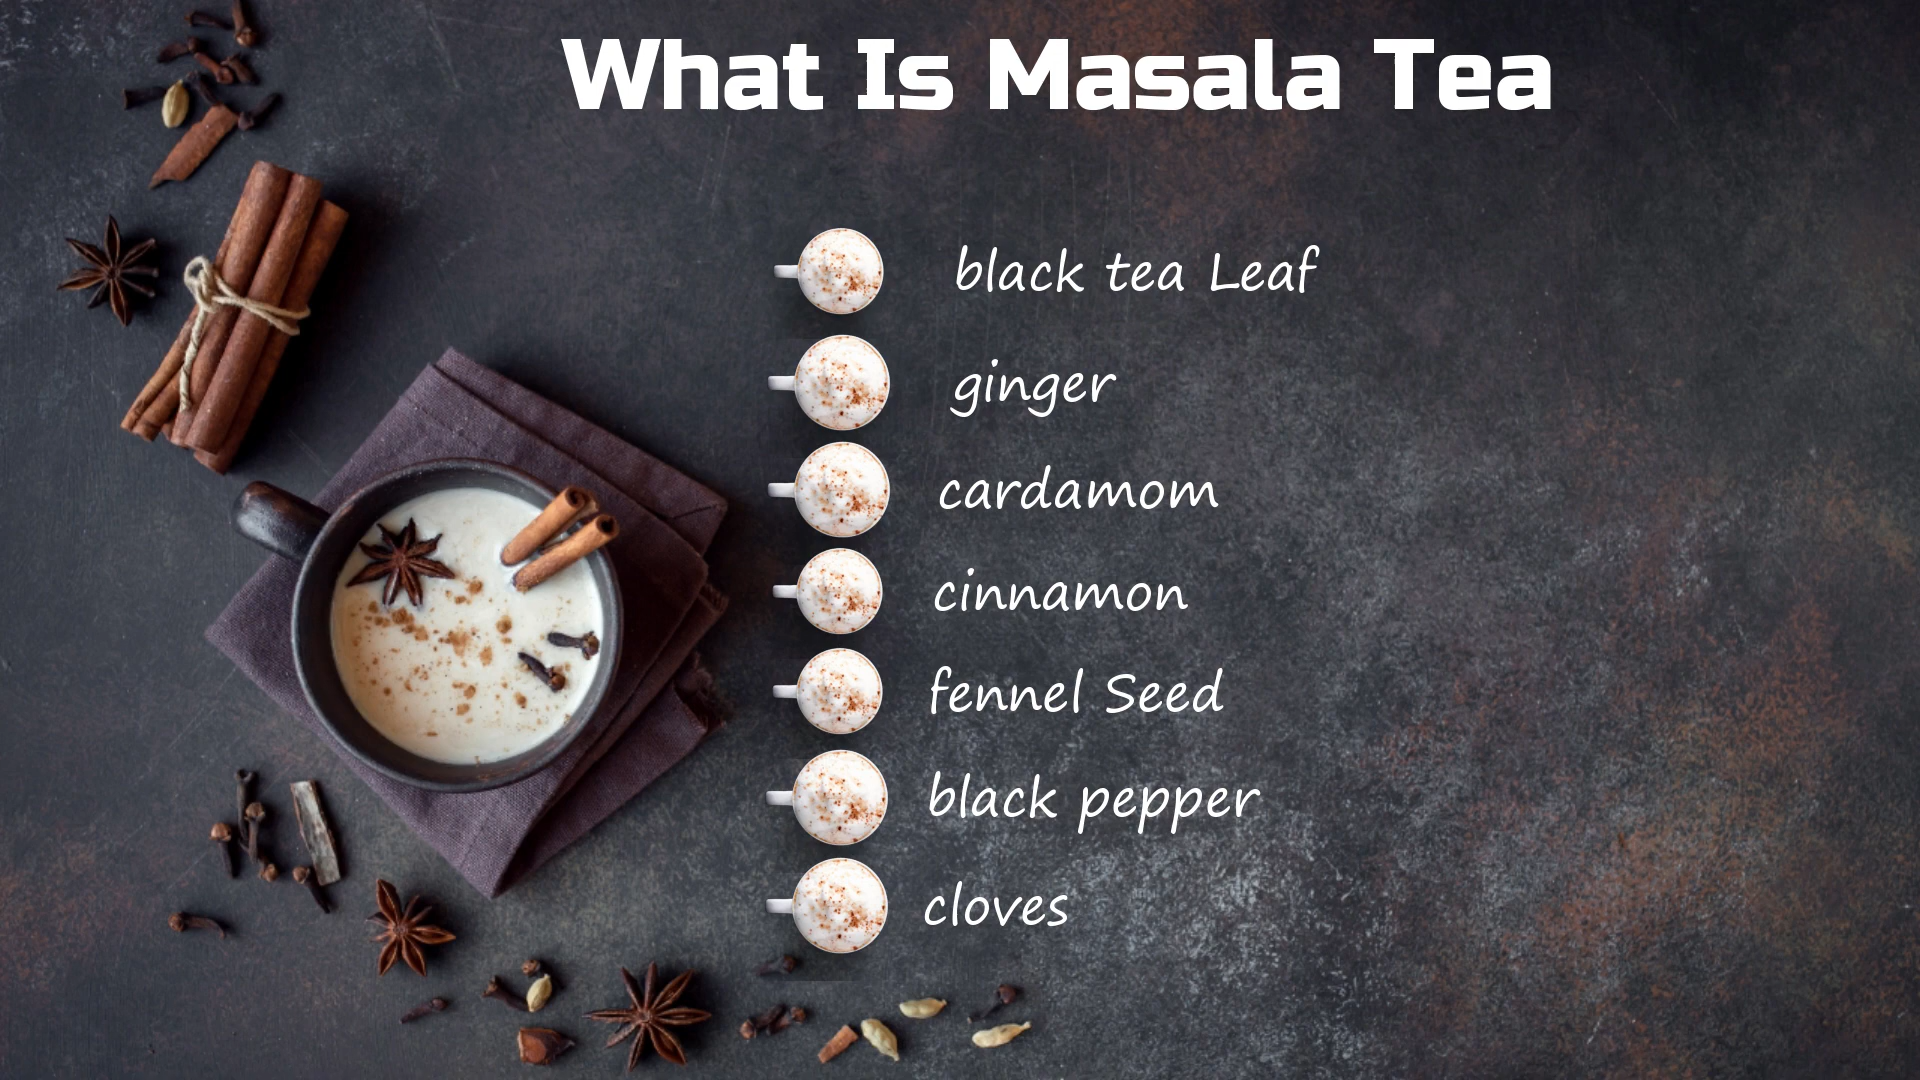 What Is Masala Tea
black tea Leaf
ginger
cardamom
cinnamon
fennel Seed
black pepper
cloves